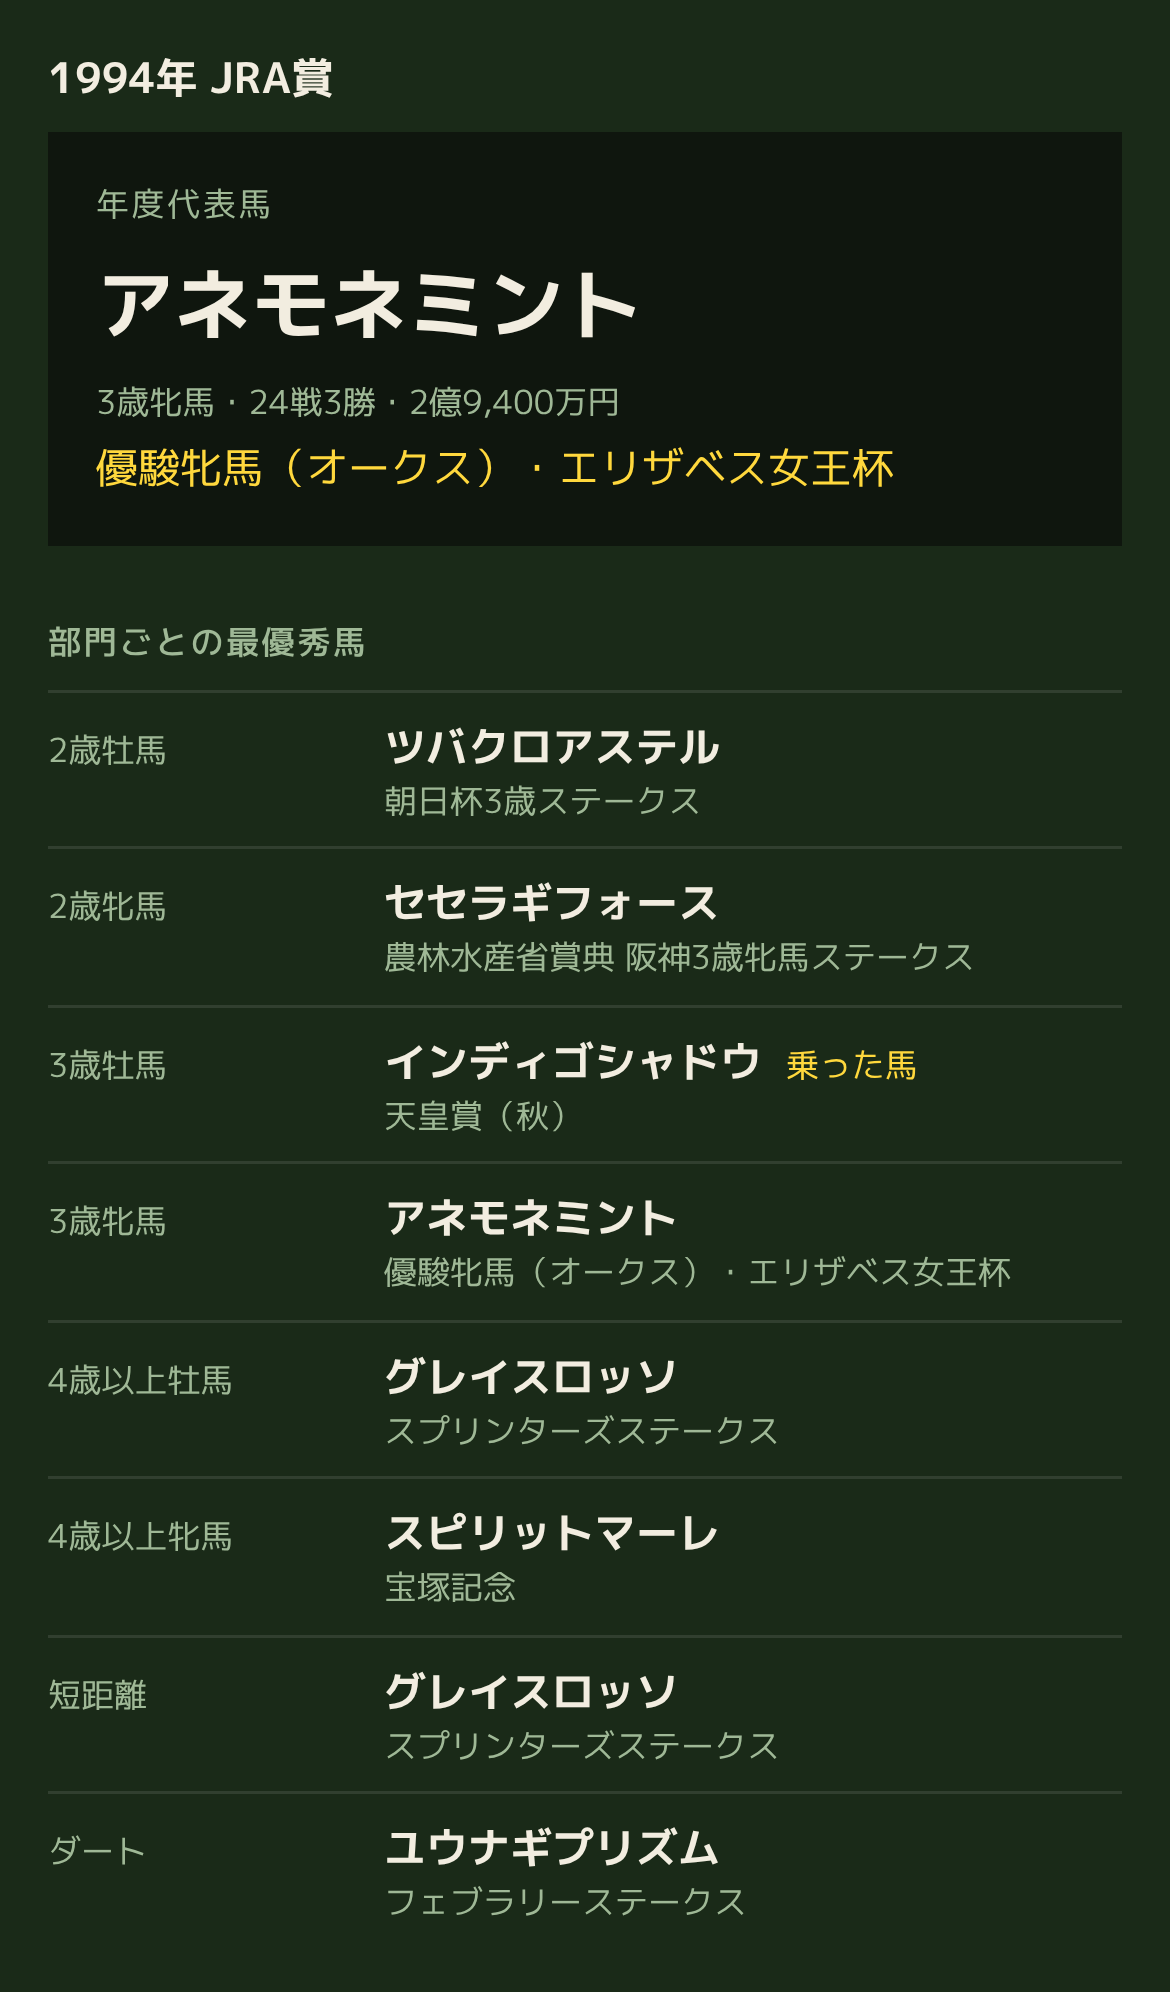 1994年 JRA賞
年度代表馬
アネモネミント
3歳牝馬・24戦3勝・2億9,400万円
優駿牝馬（オークス）・エリザベス女王杯
部門ごとの最優秀馬
2歳牡馬 ツバクロアステル
朝日杯3歳ステークス
2歳牝馬 セセラギフォース
農林水産省賞典 阪神3歳牝馬ステークス
3歳牡馬 インディゴシャドウ 乗った馬
天皇賞（秋）
3歳牝馬 アネモネミント
優駿牝馬（オークス）・エリザベス女王杯
4歳以上牡馬 グレイスロッソ
スプリンターズステークス
4歳以上牝馬 スピリットマーレ
宝塚記念
短距離 グレイスロッソ
スプリンターズステークス
ダート ユウナギプリズム
フェブラリーステークス